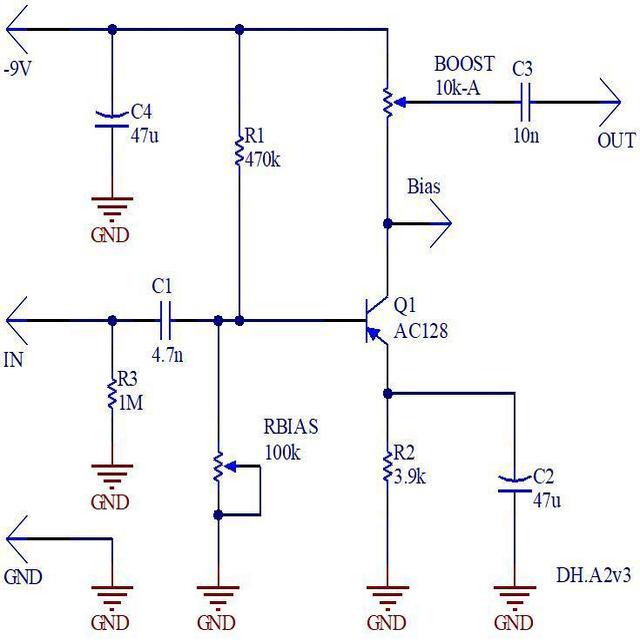 -9V
BOOST
10k-A
C3
C4
47u
R1
470k
10n
OUT
GND
Bias
C1
Q1
AC128
IN
4.7n
R3
1M
RBIAS
100k
R2
3.9k
C2
47u
GND
GND
DH.A2v3
GND
GND
GND
GND